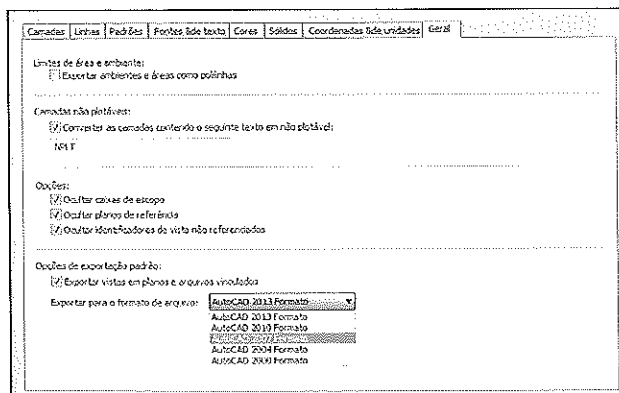 Camadas Linhas Padrões Fontes &de texto Cores Sólidos Coordenadas &de unidades Geral
Limites de área e ambiente:
Exportar ambientes e áreas como polilinhas
Camadas não plotáveis:
Converter as camadas contendo o seguinte texto em não plotável:
NPLT
Opções:
Ocultar caixas de escopo
Ocultar planos de referência
Ocultar identificadores de vista não referenciados
Opções de exportação padrão:
Exportar vistas em planos e arquivos vinculados
Exportar para o formato de arquivo: AutoCAD 2013 Formato
AutoCAD 2013 Formato
AutoCAD 2010 Formato
AutoCAD 2004 Formato
AutoCAD 2000 Formato